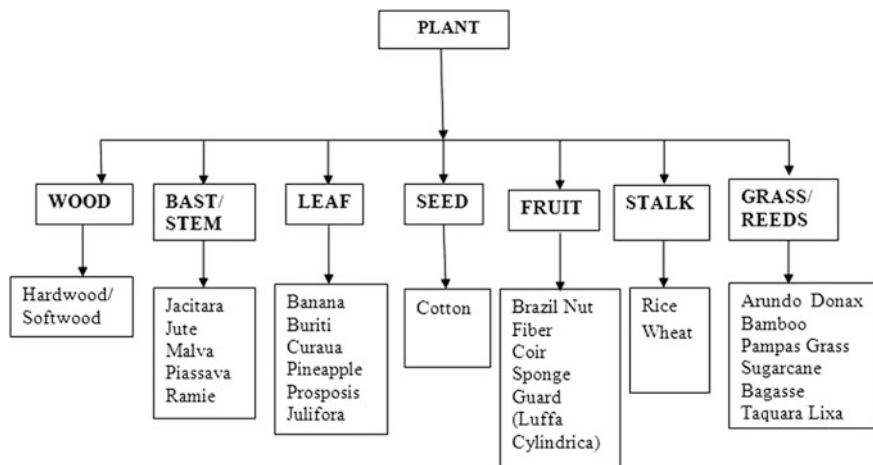 PLANT
WOOD
BAST/
STEM
LEAF
SEED
FRUIT
STALK
GRASS/
REEDS
Hardwood/
Softwood
Jacitara
Jute
Malva
Piassava
Ramie
Banana
Buriti
Curaua
Pineapple
Prosposis
Julifora
Cotton
Brazil Nut
Fiber
Coir
Sponge
Guard
(Luffa
Cylindrica)
Rice
Wheat
Arundo Donax
Bamboo
Pampas Grass
Sugarcane
Bagasse
Taquara Lixa